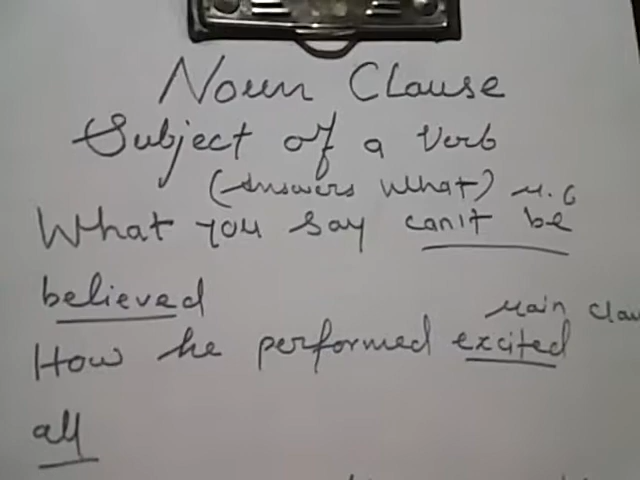 Noun Clause
Subject of a Verb
(Answers What) M.C
What you say can't be
believed
Main Clau
How he performed excited
all